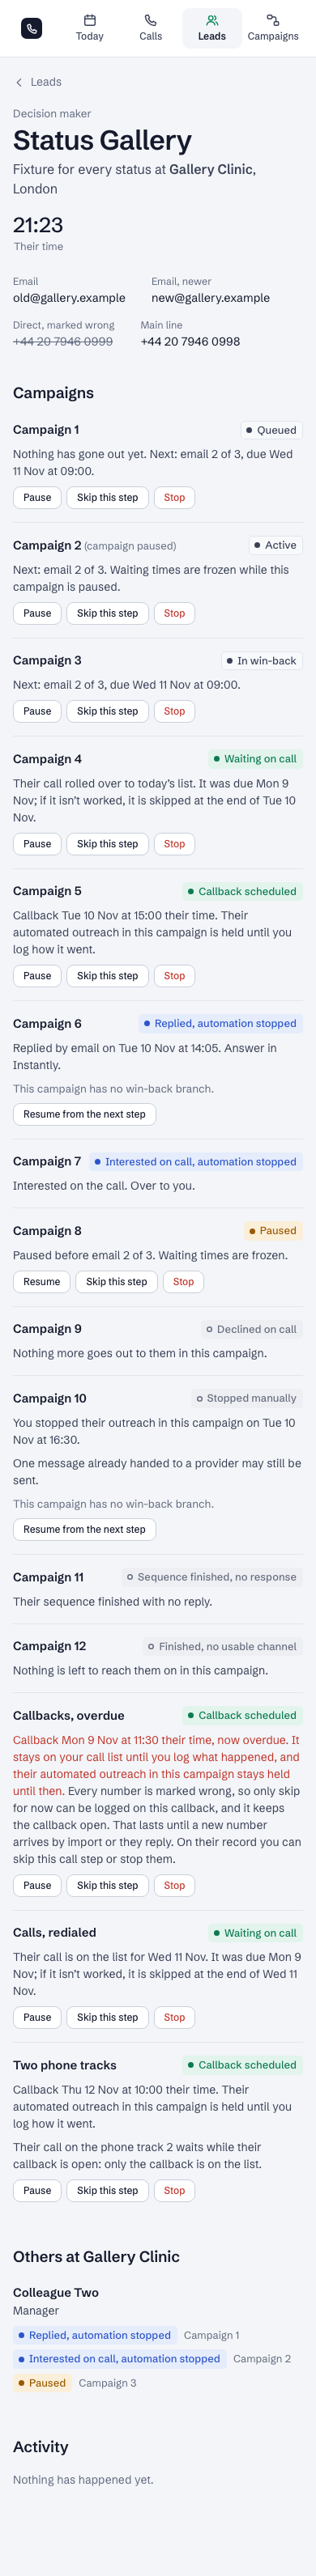 Today
Calls
Leads
Campaigns
Leads
Decision maker
Status Gallery
Fixture for every status at Gallery Clinic,
London
21:23
Their time
Email
Email, newer
old@gallery.example
new@gallery.example
Direct, marked wrong
Main line
+44 20 7946 0999
+44 20 7946 0998
Campaigns
Campaign 1
Queued
Nothing has gone out yet. Next: email 2 of 3, due Wed
11 Nov at 09:00.
Pause
Skip this step
Stop
Campaign 2 (campaign paused)
Active
Next: email 2 of 3. Waiting times are frozen while this
campaign is paused.
Pause
Skip this step
Stop
Campaign 3
In win-back
Next: email 2 of 3, due Wed 11 Nov at 09:00.
Pause
Skip this step
Stop
Campaign 4
Waiting on call
Their call rolled over to today's list. It was due Mon 9
Nov; if it isn't worked, it is skipped at the end of Tue 10
Nov.
Pause
Skip this step
Stop
Campaign 5
Callback scheduled
Callback Tue 10 Nov at 15:00 their time. Their
automated outreach in this campaign is held until you
log how it went.
Pause
Skip this step
Stop
Campaign 6
Replied, automation stopped
Replied by email on Tue 10 Nov at 14:05. Answer in
Instantly.
This campaign has no win-back branch.
Resume from the next step
Campaign 7
Interested on call, automation stopped
Interested on the call. Over to you.
Campaign 8
Paused
Paused before email 2 of 3. Waiting times are frozen.
Resume
Skip this step
Stop
Campaign 9
Declined on call
Nothing more goes out to them in this campaign.
Campaign 10
Stopped manually
You stopped their outreach in this campaign on Tue 10
Nov at 16:30.
One message already handed to a provider may still be
sent.
This campaign has no win-back branch.
Resume from the next step
Campaign 11
Sequence finished, no response
Their sequence finished with no reply.
Campaign 12
Finished, no usable channel
Nothing is left to reach them on in this campaign.
Callbacks, overdue
Callback scheduled
Callback Mon 9 Nov at 11:30 their time, now overdue. It
stays on your call list until you log what happened, and
their automated outreach in this campaign stays held
until then. Every number is marked wrong, so only skip
for now can be logged on this callback, and it keeps
the callback open. That lasts until a new number
arrives by import or they reply. On their record you can
skip this call step or stop them.
Pause
Skip this step
Stop
Calls, redialed
Waiting on call
Their call is on the list for Wed 11 Nov. It was due Mon 9
Nov; if it isn't worked, it is skipped at the end of Wed 11
Nov.
Pause
Skip this step
Stop
Two phone tracks
Callback scheduled
Callback Thu 12 Nov at 10:00 their time. Their
automated outreach in this campaign is held until you
log how it went.
Their call on the phone track 2 waits while their
callback is open: only the callback is on the list.
Pause
Skip this step
Stop
Others at Gallery Clinic
Colleague Two
Manager
Replied, automation stopped
Campaign 1
Interested on call, automation stopped
Campaign 2
Paused
Campaign 3
Activity
Nothing has happened yet.